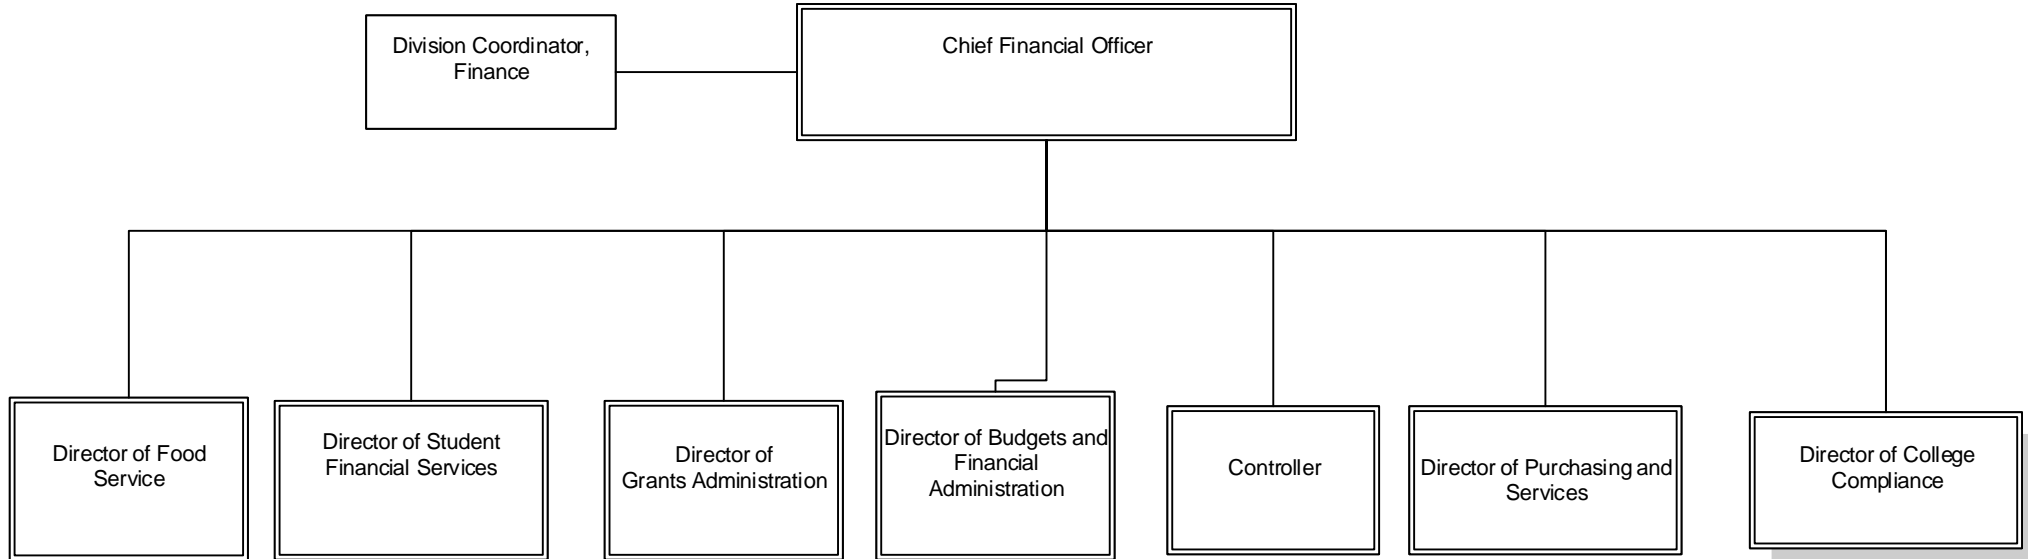 Division Coordinator,
Finance
Chief Financial Officer
Director of Food
Service
Director of Student
Financial Services
Director of
Grants Administration
Director of Budgets and
Financial
Administration
Controller
Director of Purchasing and
Services
Director of College
Compliance